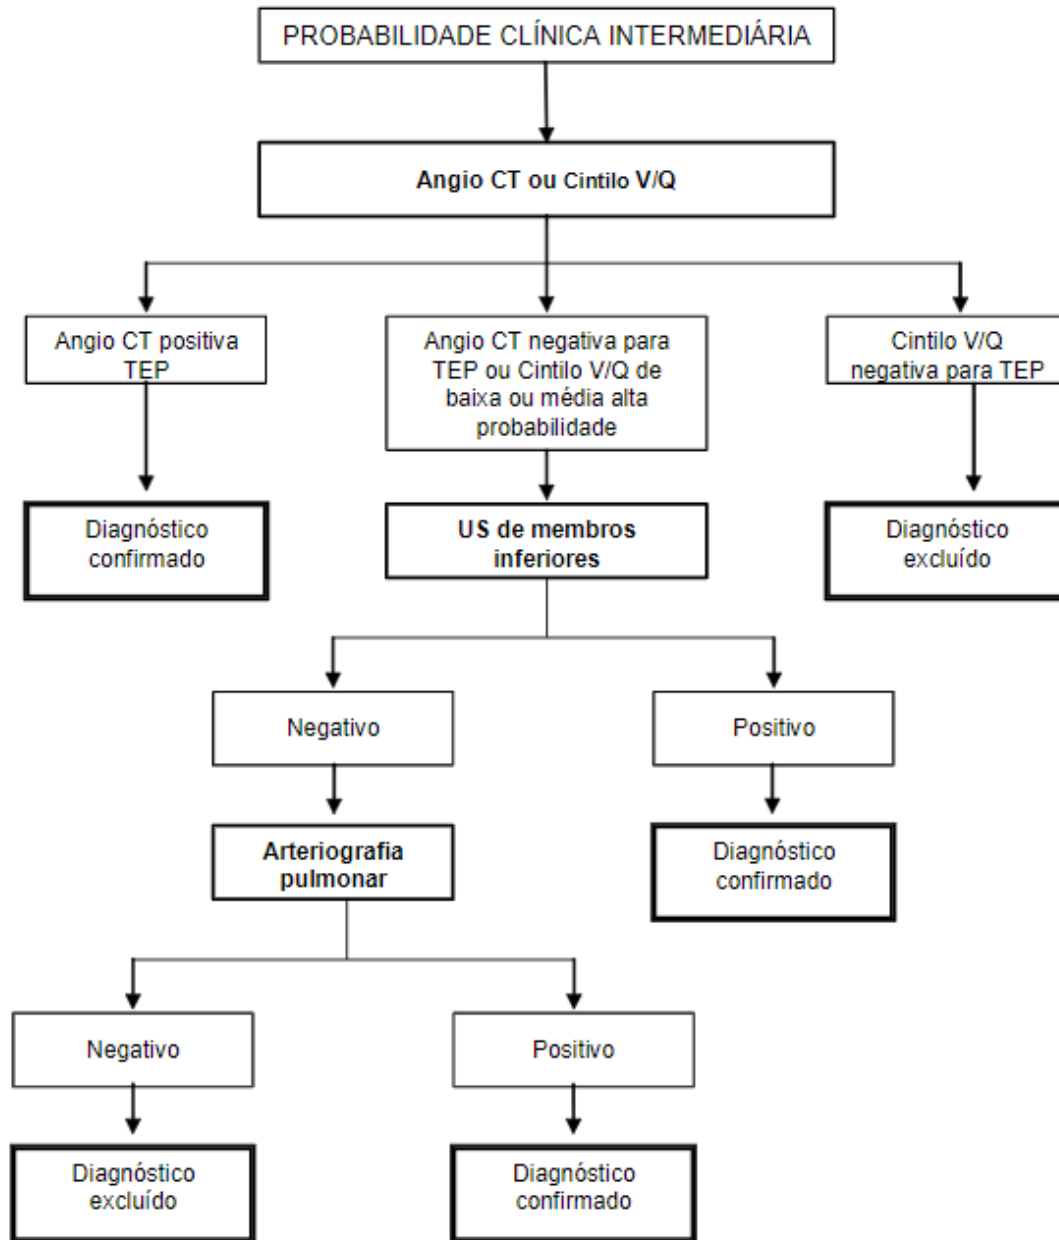 PROBABILIDADE CLÍNICA INTERMEDIÁRIA
Angio CT ou Cintilo V/Q
Angio CT positiva
TEP
Angio CT negativa para
TEP ou Cintilo V/Q de
baixa ou média alta
probabilidade
Cintilo V/Q
negativa para TEP
Diagnóstico
confirmado
US de membros
inferiores
Diagnóstico
excluído
Negativo
Positivo
Arteriografia
pulmonar
Diagnóstico
confirmado
Negativo
Positivo
Diagnóstico
excluído
Diagnóstico
confirmado